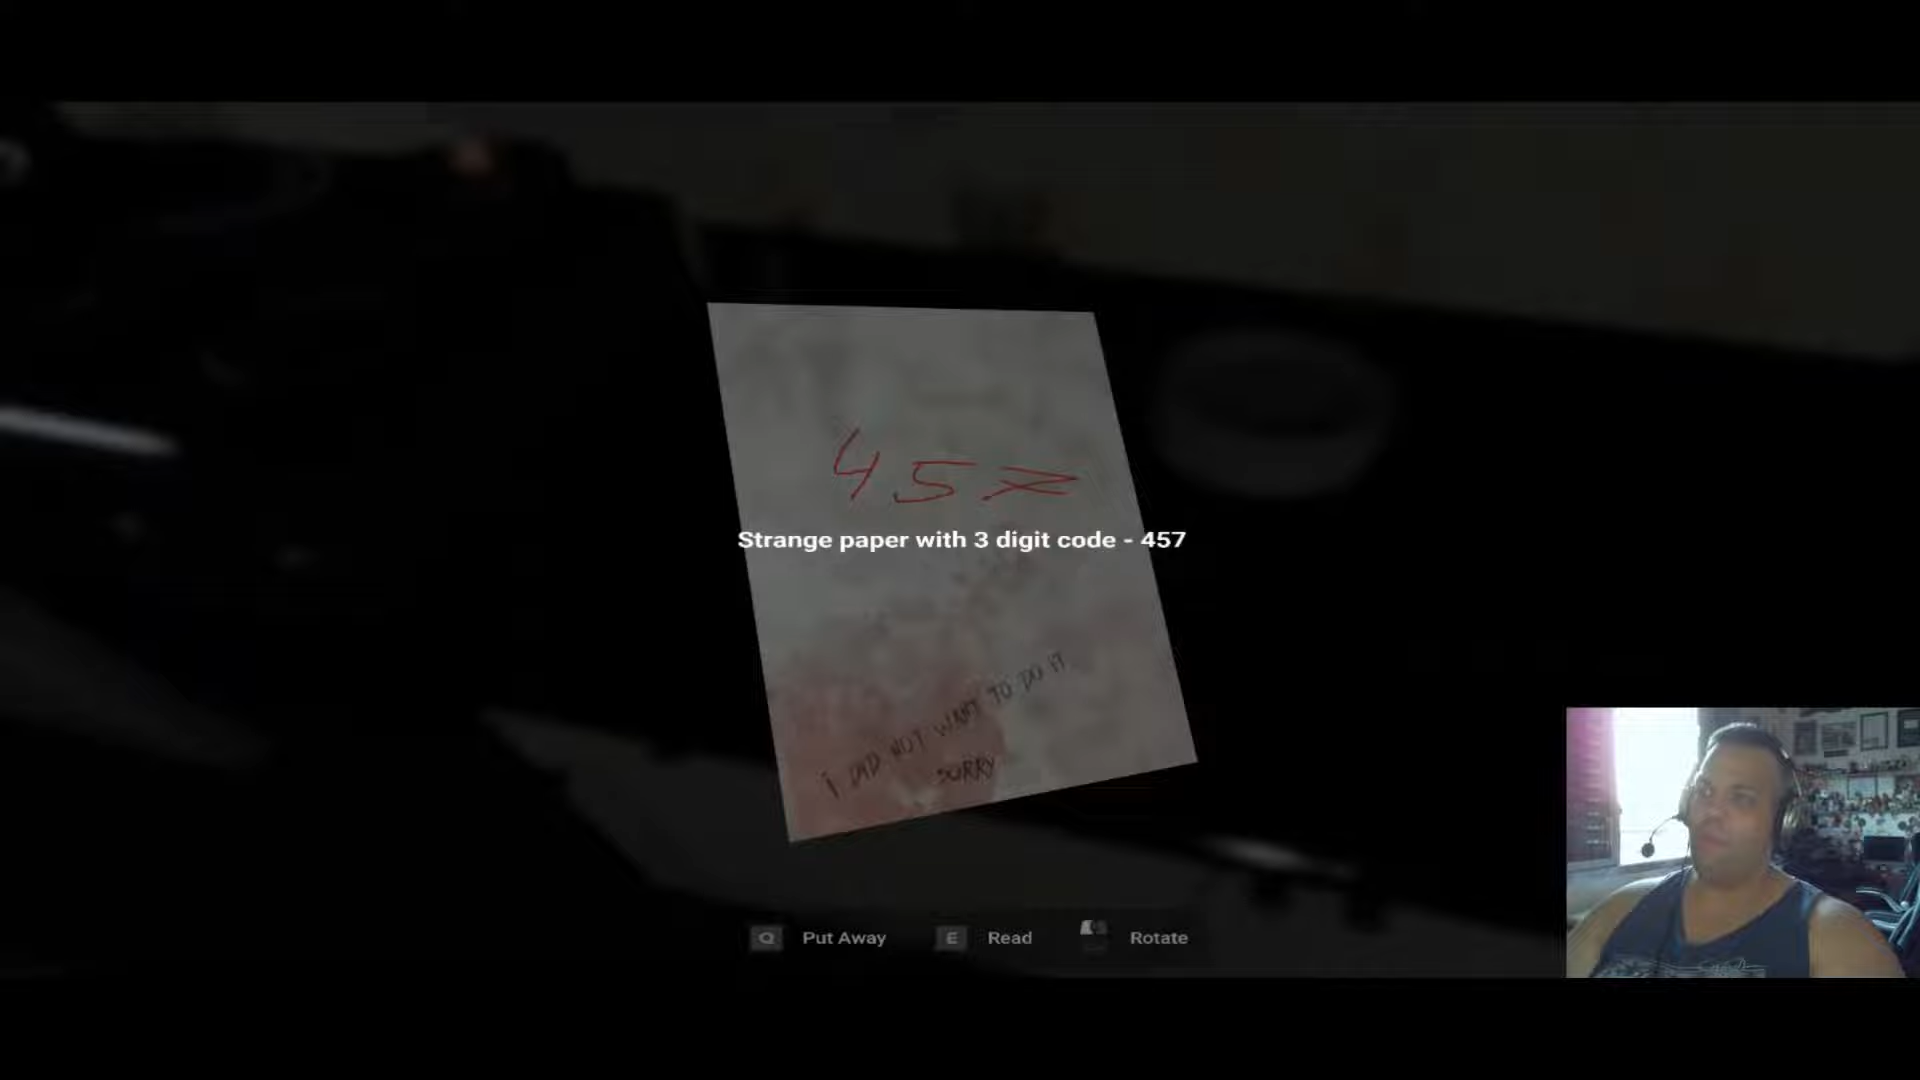 457
Strange paper with 3 digit code - 457
I DID NOT WANT TO DO IT
SORRY
Q Put Away E Read Rotate